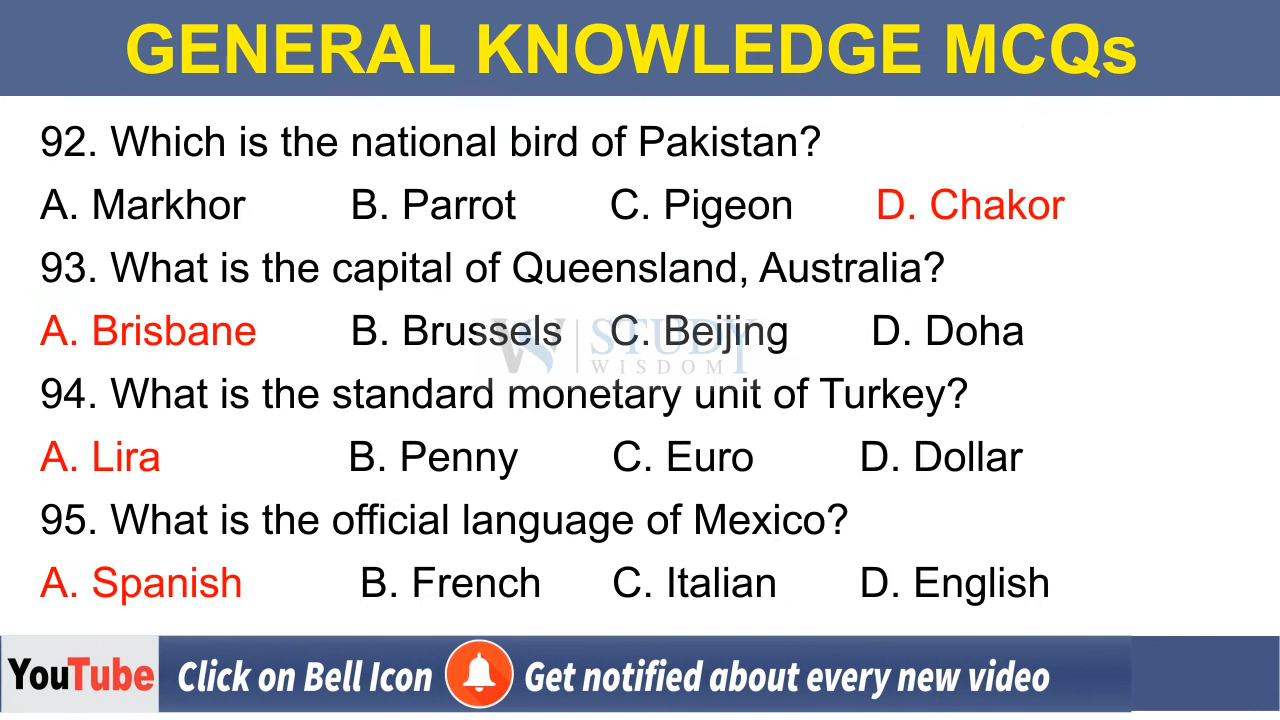 GENERAL KNOWLEDGE MCQs
92. Which is the national bird of Pakistan?
A. Markhor B. Parrot C. Pigeon D. Chakor
93. What is the capital of Queensland, Australia?
A. Brisbane B. Brussels C. Beijing D. Doha
STUDY
WISDOM
94. What is the standard monetary unit of Turkey?
A. Lira B. Penny C. Euro D. Dollar
95. What is the official language of Mexico?
A. Spanish B. French C. Italian D. English
YouTube Click on Bell Icon Get notified about every new video